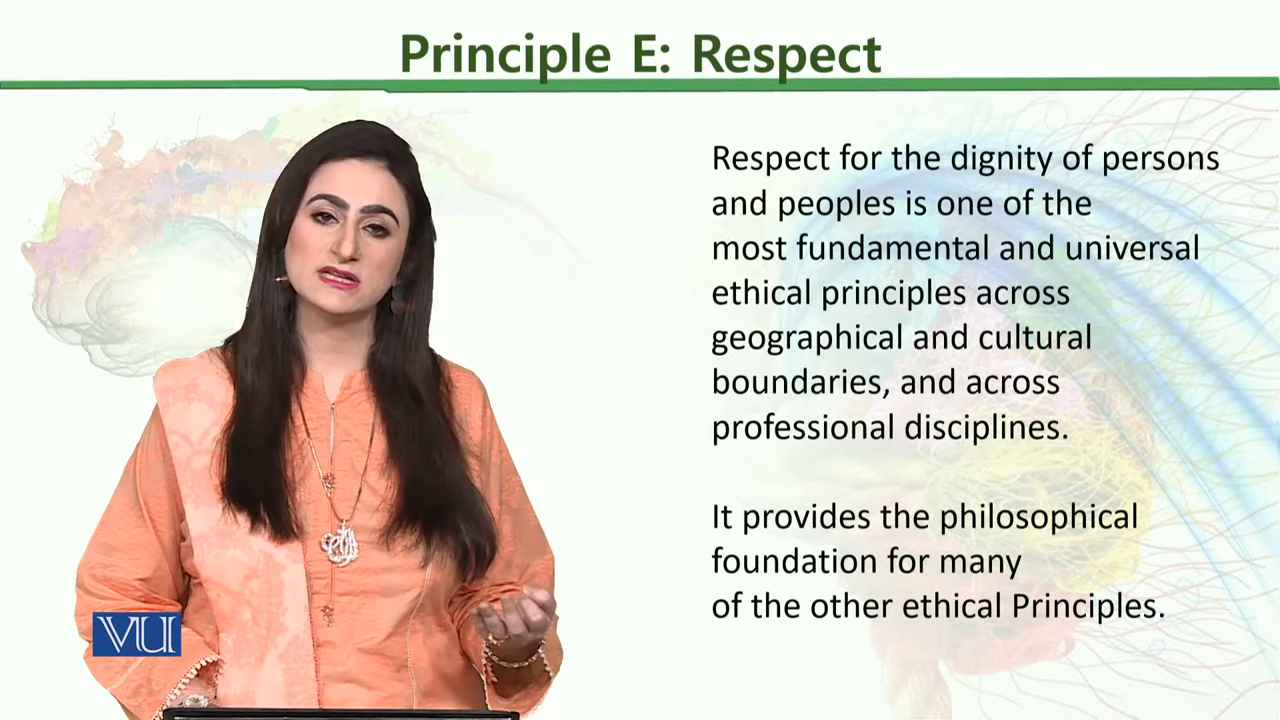 Principle E: Respect
Respect for the dignity of persons
and peoples is one of the
most fundamental and universal
ethical principles across
geographical and cultural
boundaries, and across
professional disciplines.
It provides the philosophical
foundation for many
of the other ethical Principles.
VU